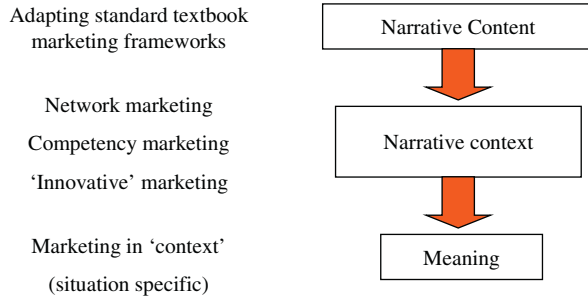 Adapting standard textbook
marketing frameworks
Narrative Content
Network marketing
Competency marketing
‘Innovative’ marketing
Narrative context
Marketing in ‘context’
(situation specific)
Meaning